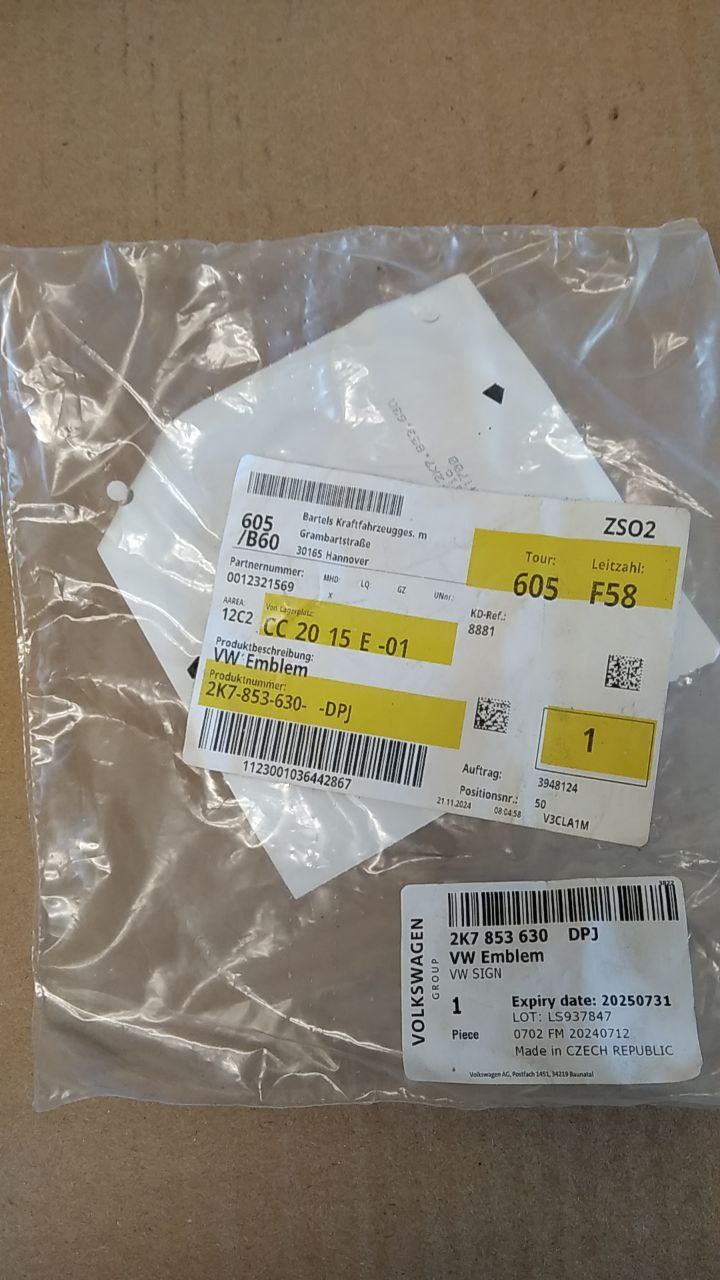 2K7.853.630
ZSO2
605
/B60
Bartels Kraftfahrzeugges. m
Grambartstraße
30165 Hannover
Tour:
605
Leitzahl:
F58
Partnernummer:
0012321569
MHD:
X
LQ:
GZ
UNnr.:
AAREA:
12C2
Von Lagerplatz:
CC 20 15 E -01
KD-Ref.:
8881
Produktbeschreibung:
VW Emblem
Produktnummer:
2K7-853-630- -DPJ
1
1123001036442867
Auftrag:
3948124
Positionsnr.:
50
21.11.2024 08:04:58
V3CLA1M
VOLKSWAGEN
GROUP
2K7 853 630 DPJ
VW Emblem
VW SIGN
1
Piece
Expiry date: 20250731
LOT: LS937847
0702 FM 20240712
Made in CZECH REPUBLIC
Volkswagen AG, Postfach 1451, 34219 Baunatal